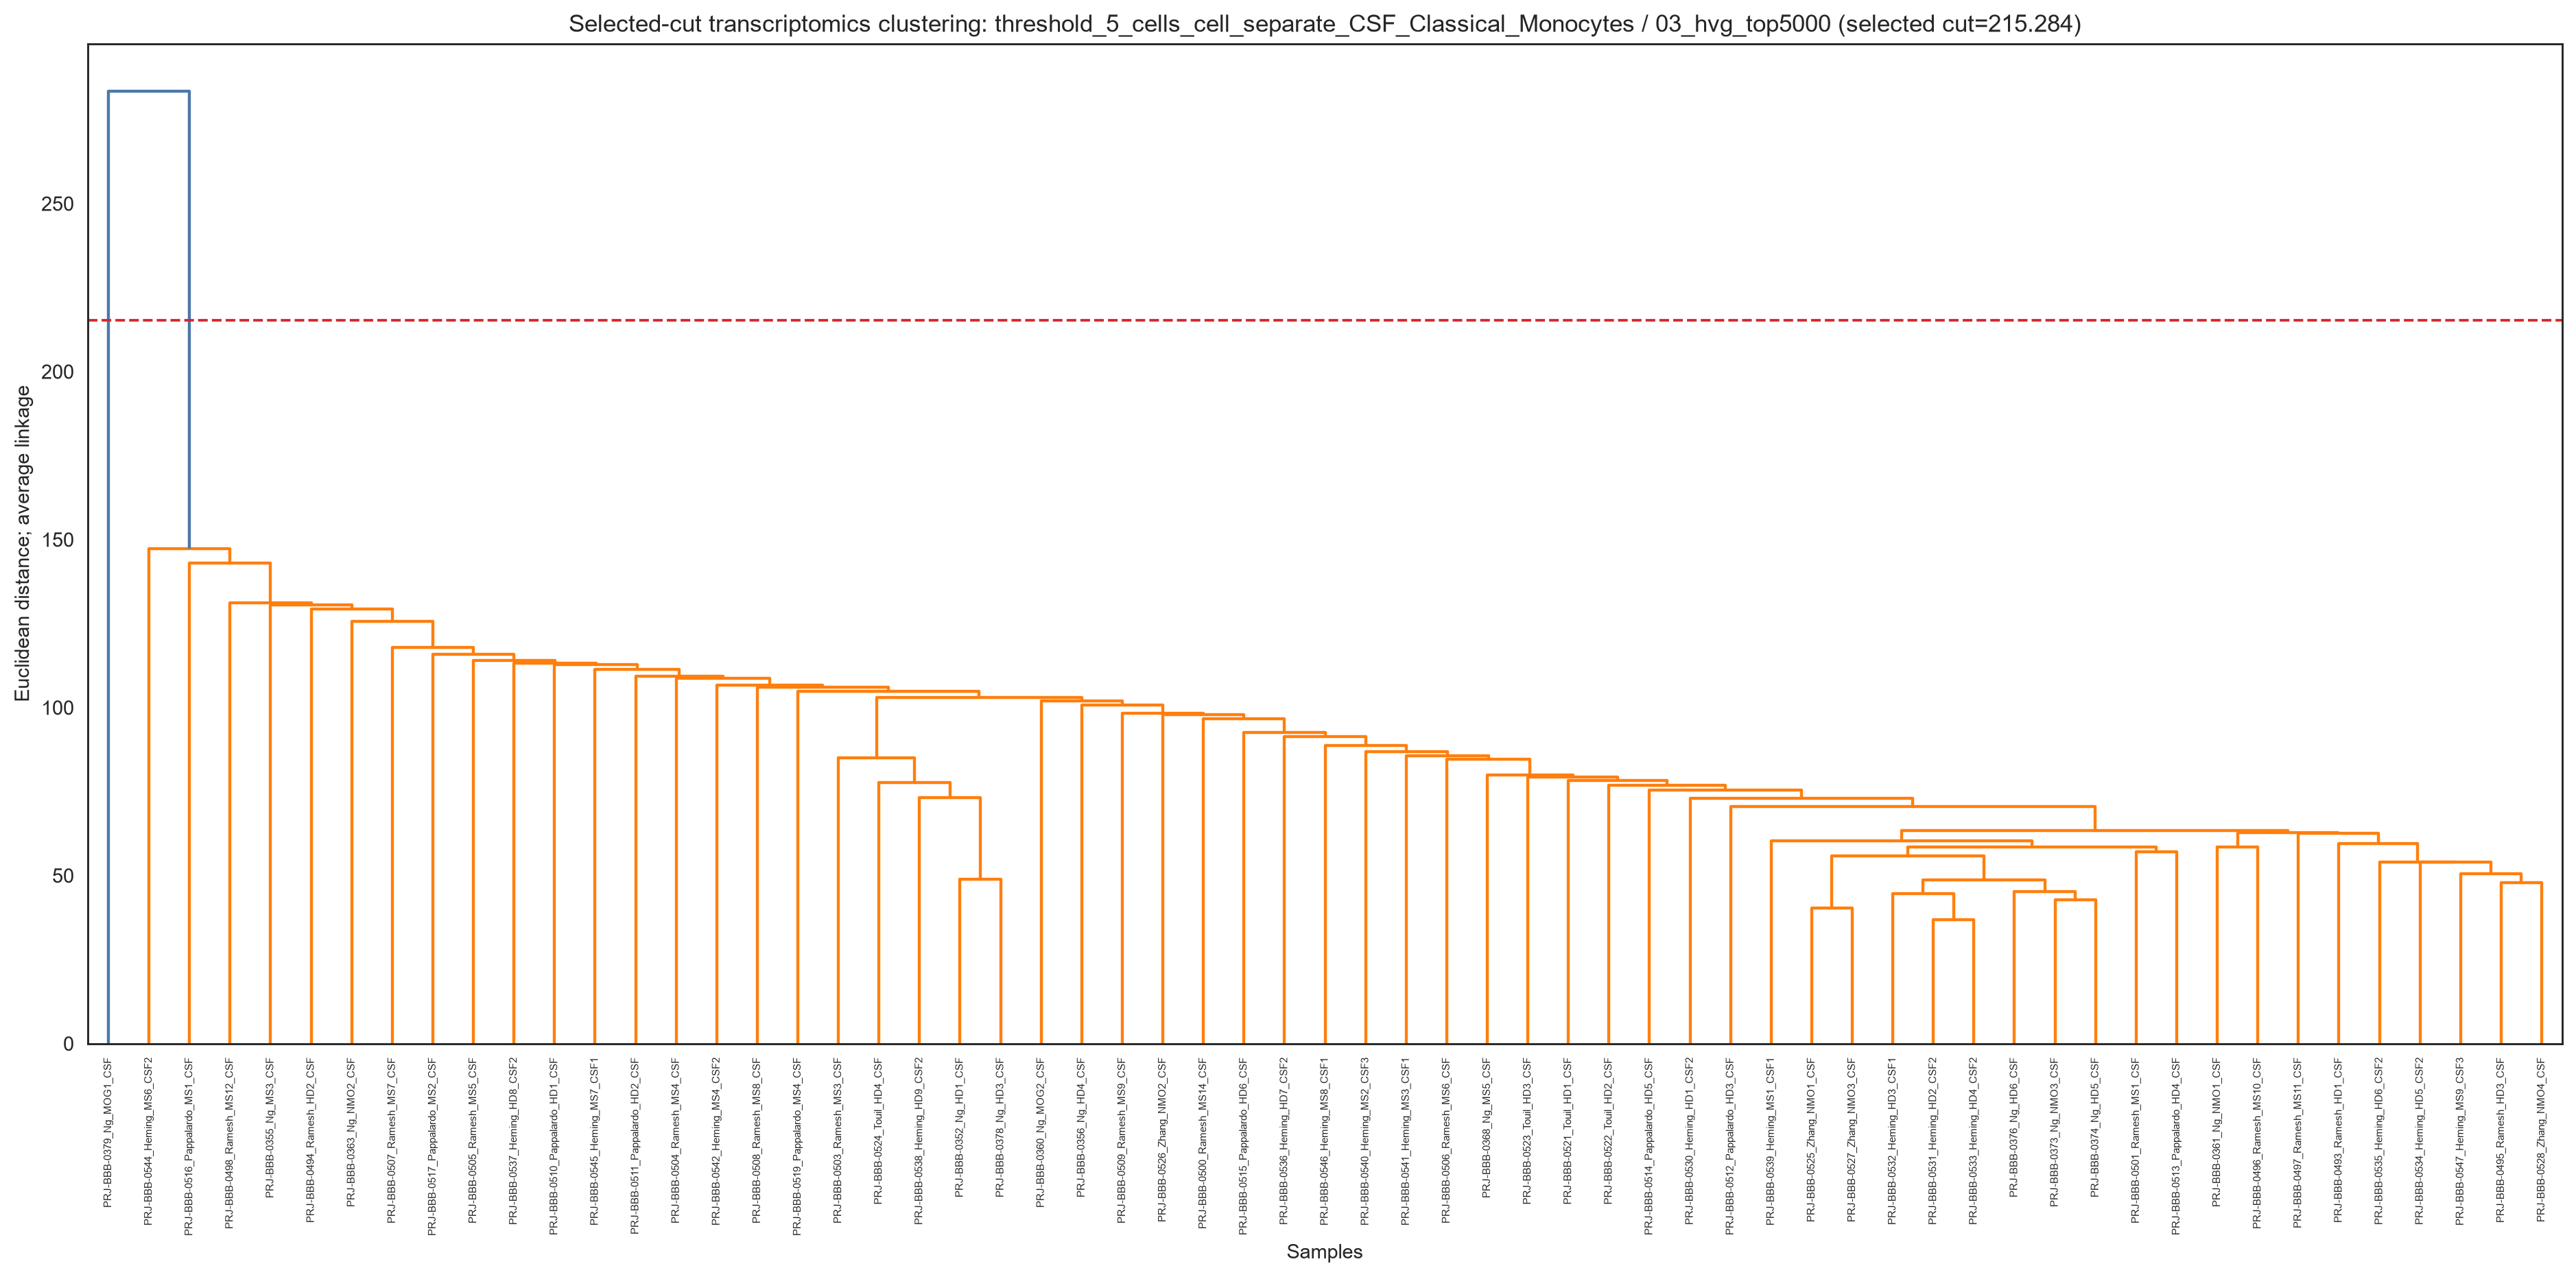 Selected-cut transcriptomics clustering: threshold_5_cells_cell_separate_CSF_Classical_Monocytes / 03_hvg_top5000 (selected cut=215.284)
Euclidean distance; average linkage
250
200
150
100
50
0
PRJ-BBB-0379_Ng_MOG1_CSF
PRJ-BBB-0544_Heming_MS6_CSF2
PRJ-BBB-0516_Pappalardo_MS1_CSF
PRJ-BBB-0498_Ramesh_MS12_CSF
PRJ-BBB-0355_Ng_MS3_CSF
PRJ-BBB-0494_Ramesh_HD2_CSF
PRJ-BBB-0363_Ng_NMO2_CSF
PRJ-BBB-0507_Ramesh_MS7_CSF
PRJ-BBB-0517_Pappalardo_MS2_CSF
PRJ-BBB-0505_Ramesh_MS5_CSF
PRJ-BBB-0537_Heming_HD8_CSF2
PRJ-BBB-0510_Pappalardo_HD1_CSF
PRJ-BBB-0545_Heming_MS7_CSF1
PRJ-BBB-0511_Pappalardo_HD2_CSF
PRJ-BBB-0504_Ramesh_MS4_CSF
PRJ-BBB-0542_Heming_MS4_CSF2
PRJ-BBB-0508_Ramesh_MS8_CSF
PRJ-BBB-0519_Pappalardo_MS4_CSF
PRJ-BBB-0503_Ramesh_MS3_CSF
PRJ-BBB-0524_Touil_HD4_CSF
PRJ-BBB-0538_Heming_HD9_CSF2
PRJ-BBB-0352_Ng_HD1_CSF
PRJ-BBB-0378_Ng_HD3_CSF
PRJ-BBB-0360_Ng_MOG2_CSF
PRJ-BBB-0356_Ng_HD4_CSF
PRJ-BBB-0509_Ramesh_MS9_CSF
PRJ-BBB-0526_Zhang_NMO2_CSF
PRJ-BBB-0500_Ramesh_MS14_CSF
PRJ-BBB-0515_Pappalardo_HD6_CSF
PRJ-BBB-0536_Heming_HD7_CSF2
PRJ-BBB-0546_Heming_MS8_CSF1
PRJ-BBB-0540_Heming_MS2_CSF3
PRJ-BBB-0541_Heming_MS3_CSF1
PRJ-BBB-0506_Ramesh_MS6_CSF
PRJ-BBB-0368_Ng_MS5_CSF
PRJ-BBB-0523_Touil_HD3_CSF
PRJ-BBB-0521_Touil_HD1_CSF
PRJ-BBB-0522_Touil_HD2_CSF
PRJ-BBB-0514_Pappalardo_HD5_CSF
PRJ-BBB-0530_Heming_HD1_CSF2
PRJ-BBB-0512_Pappalardo_HD3_CSF
PRJ-BBB-0539_Heming_MS1_CSF1
PRJ-BBB-0525_Zhang_NMO1_CSF
PRJ-BBB-0527_Zhang_NMO3_CSF
PRJ-BBB-0532_Heming_HD3_CSF1
PRJ-BBB-0531_Heming_HD2_CSF2
PRJ-BBB-0533_Heming_HD4_CSF2
PRJ-BBB-0376_Ng_HD6_CSF
PRJ-BBB-0373_Ng_NMO3_CSF
PRJ-BBB-0374_Ng_HD5_CSF
PRJ-BBB-0501_Ramesh_MS1_CSF
PRJ-BBB-0513_Pappalardo_HD4_CSF
PRJ-BBB-0361_Ng_NMO1_CSF
PRJ-BBB-0496_Ramesh_MS10_CSF
PRJ-BBB-0497_Ramesh_MS11_CSF
PRJ-BBB-0493_Ramesh_HD1_CSF
PRJ-BBB-0535_Heming_HD6_CSF2
PRJ-BBB-0534_Heming_HD5_CSF2
PRJ-BBB-0547_Heming_MS9_CSF3
PRJ-BBB-0495_Ramesh_HD3_CSF
PRJ-BBB-0528_Zhang_NMO4_CSF
Samples